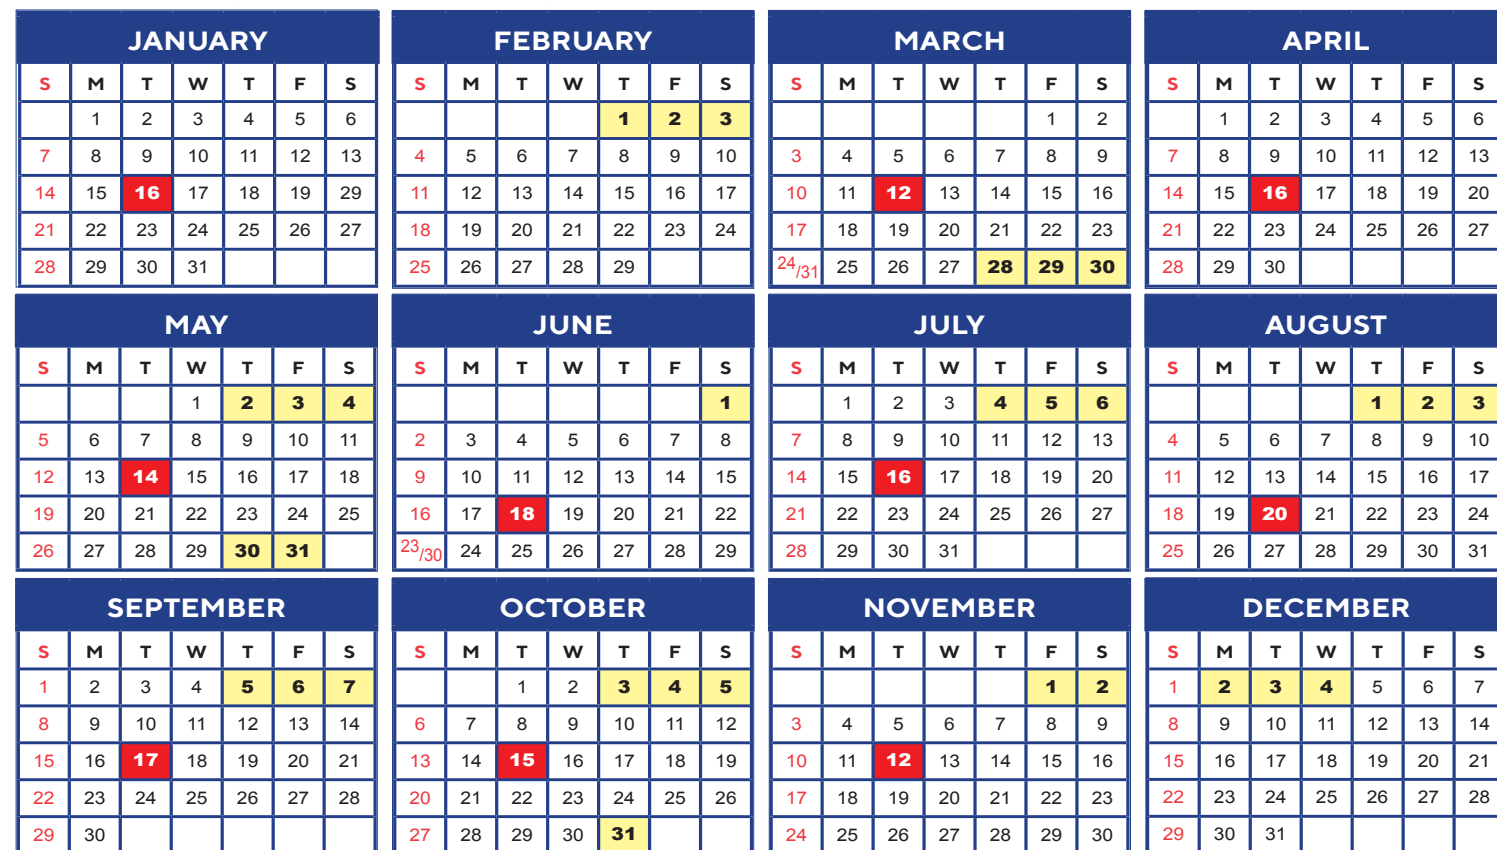 JANUARY
S M T W T F S
1 2 3 4 5 6
7 8 9 10 11 12 13
14 15 16 17 18 19 29
21 22 23 24 25 26 27
28 29 30 31
FEBRUARY
S M T W T F S
1 2 3
4 5 6 7 8 9 10
11 12 13 14 15 16 17
18 19 20 21 22 23 24
25 26 27 28 29
MARCH
S M T W T F S
1 2
3 4 5 6 7 8 9
10 11 12 13 14 15 16
17 18 19 20 21 22 23
24/31 25 26 27 28 29 30
APRIL
S M T W T F S
1 2 3 4 5 6
7 8 9 10 11 12 13
14 15 16 17 18 19 20
21 22 23 24 25 26 27
28 29 30
MAY
S M T W T F S
1 2 3 4
5 6 7 8 9 10 11
12 13 14 15 16 17 18
19 20 21 22 23 24 25
26 27 28 29 30 31
JUNE
S M T W T F S
1
2 3 4 5 6 7 8
9 10 11 12 13 14 15
16 17 18 19 20 21 22
23/30 24 25 26 27 28 29
JULY
S M T W T F S
1 2 3 4 5 6
7 8 9 10 11 12 13
14 15 16 17 18 19 20
21 22 23 24 25 26 27
28 29 30 31
AUGUST
S M T W T F S
1 2 3
4 5 6 7 8 9 10
11 12 13 14 15 16 17
18 19 20 21 22 23 24
25 26 27 28 29 30 31
SEPTEMBER
S M T W T F S
1 2 3 4 5 6 7
8 9 10 11 12 13 14
15 16 17 18 19 20 21
22 23 24 25 26 27 28
29 30
OCTOBER
S M T W T F S
1 2 3 4 5
6 7 8 9 10 11 12
13 14 15 16 17 18 19
20 21 22 23 24 25 26
27 28 29 30 31
NOVEMBER
S M T W T F S
1 2
3 4 5 6 7 8 9
10 11 12 13 14 15 16
17 18 19 20 21 22 23
24 25 26 27 28 29 30
DECEMBER
S M T W T F S
1 2 3 4 5 6 7
8 9 10 11 12 13 14
15 16 17 18 19 20 21
22 23 24 25 26 27 28
29 30 31